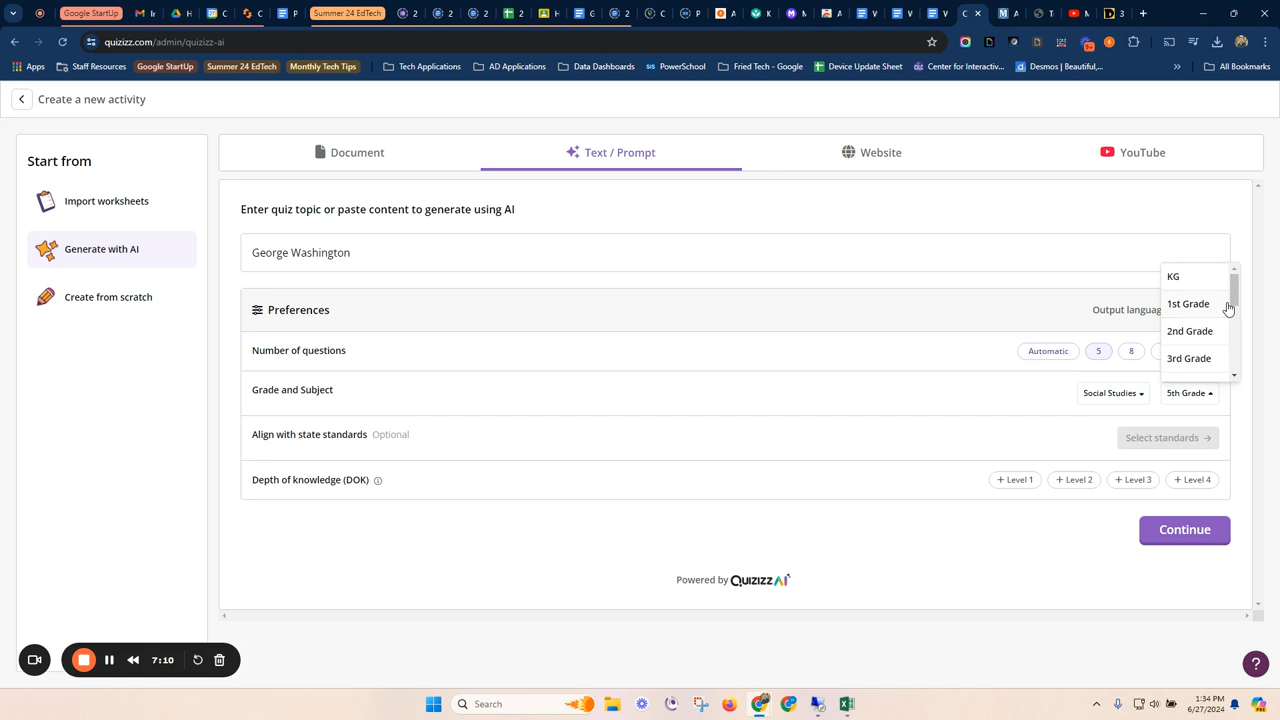 Google StartUp
Summer 24 EdTech
quizizz.com/admin/quizizz-ai
Apps
Staff Resources
Google StartUp
Summer 24 EdTech
Monthly Tech Tips
Tech Applications
AD Applications
Data Dashboards
SIS PowerSchool
Fried Tech - Google
Device Update Sheet
Center for Interactiv...
Desmos | Beautiful,...
»
All Bookmarks
Create a new activity
Start from
Import worksheets
Generate with AI
Create from scratch
Document
Text / Prompt
Website
YouTube
Enter quiz topic or paste content to generate using AI
George Washington
Preferences
Output languag
Number of questions
Automatic
5
8
Grade and Subject
Social Studies
5th Grade
KG
1st Grade
2nd Grade
3rd Grade
Align with state standards Optional
Select standards →
Depth of knowledge (DOK)
+ Level 1
+ Level 2
+ Level 3
+ Level 4
Continue
Powered by QUIZIZZ AI
7:10
?
Search
1:34 PM
6/27/2024